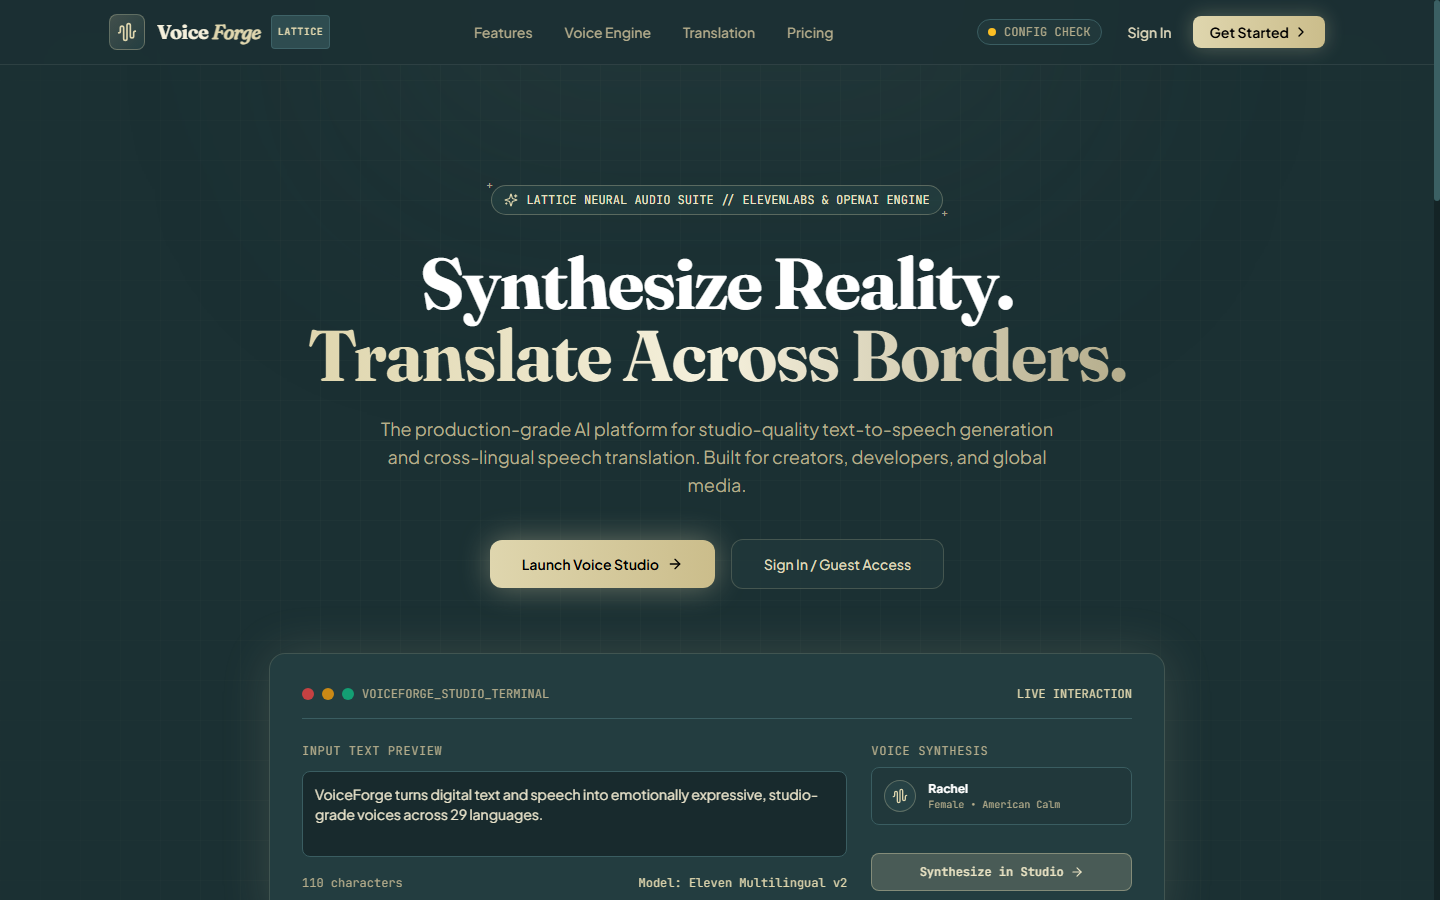 Voice Forge LATTICE
Features Voice Engine Translation Pricing
CONFIG CHECK Sign In Get Started
LATTICE NEURAL AUDIO SUITE // ELEVENLABS & OPENAI ENGINE
Synthesize Reality.
Translate Across Borders.
The production-grade AI platform for studio-quality text-to-speech generation
and cross-lingual speech translation. Built for creators, developers, and global
media.
Launch Voice Studio →
Sign In / Guest Access
VOICEFORGE_STUDIO_TERMINAL
LIVE INTERACTION
INPUT TEXT PREVIEW
VoiceForge turns digital text and speech into emotionally expressive, studio-
grade voices across 29 languages.
110 characters
Model: Eleven Multilingual v2
VOICE SYNTHESIS
Rachel
Female • American Calm
Synthesize in Studio →